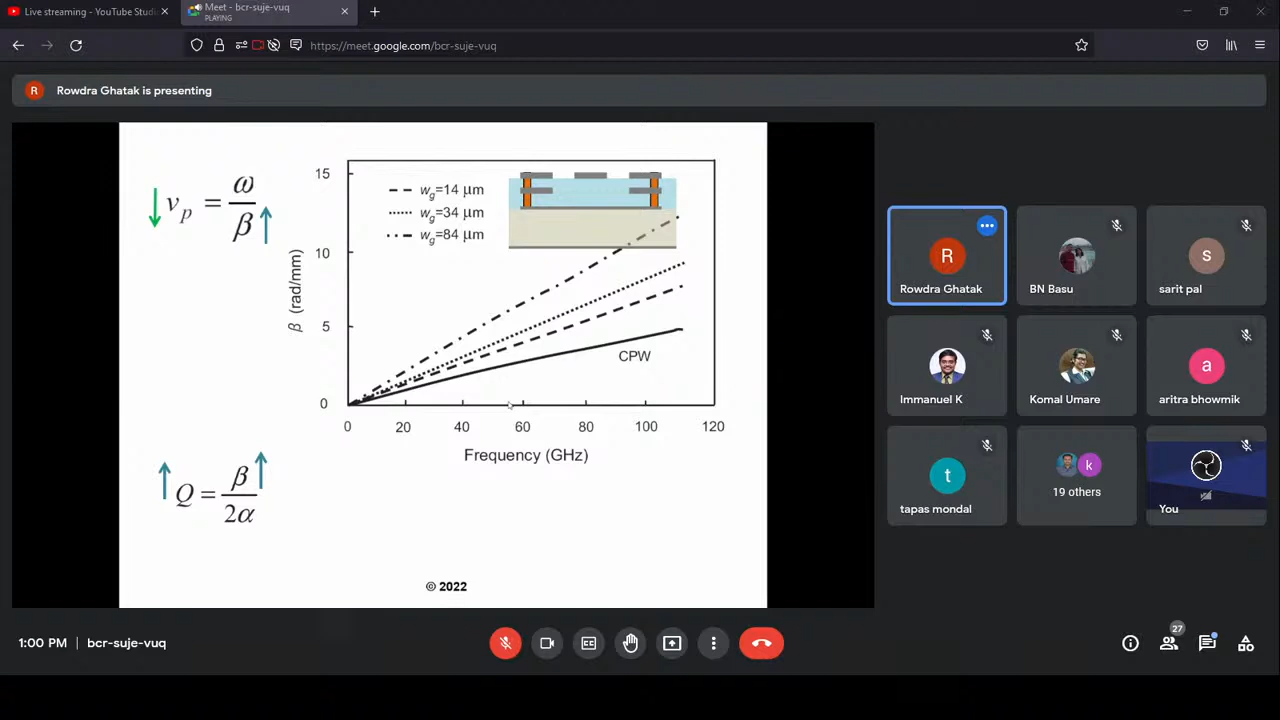 Live streaming - YouTube Studi
Meet - bcr-suje-vuq
PLAYING
https://meet.google.com/bcr-suje-vuq
R Rowdra Ghatak is presenting
v_p = ω/β
β (rad/mm)
15
10
5
0
w_g=14 μm
w_g=34 μm
w_g=84 μm
CPW
0 20 40 60 80 100 120
Frequency (GHz)
Q = β/2α
© 2022
R
Rowdra Ghatak
BN Basu
s
sarit pal
Immanuel K
Komal Umare
a
aritra bhowmik
t
tapas mondal
k
19 others
You
1:00 PM | bcr-suje-vuq
27